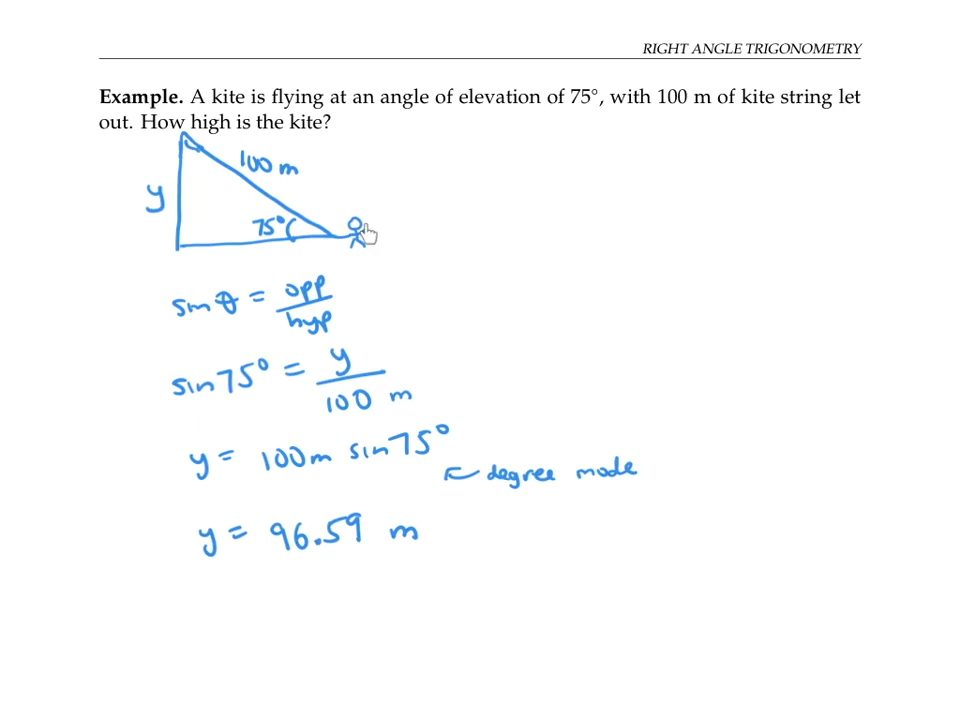 RIGHT ANGLE TRIGONOMETRY
Example. A kite is flying at an angle of elevation of 75°, with 100 m of kite string let
out. How high is the kite?
100 m
y
75°
sin θ = opp/hyp
sin 75° = y/100 m
y = 100m sin 75°
degree mode
y = 96.59 m